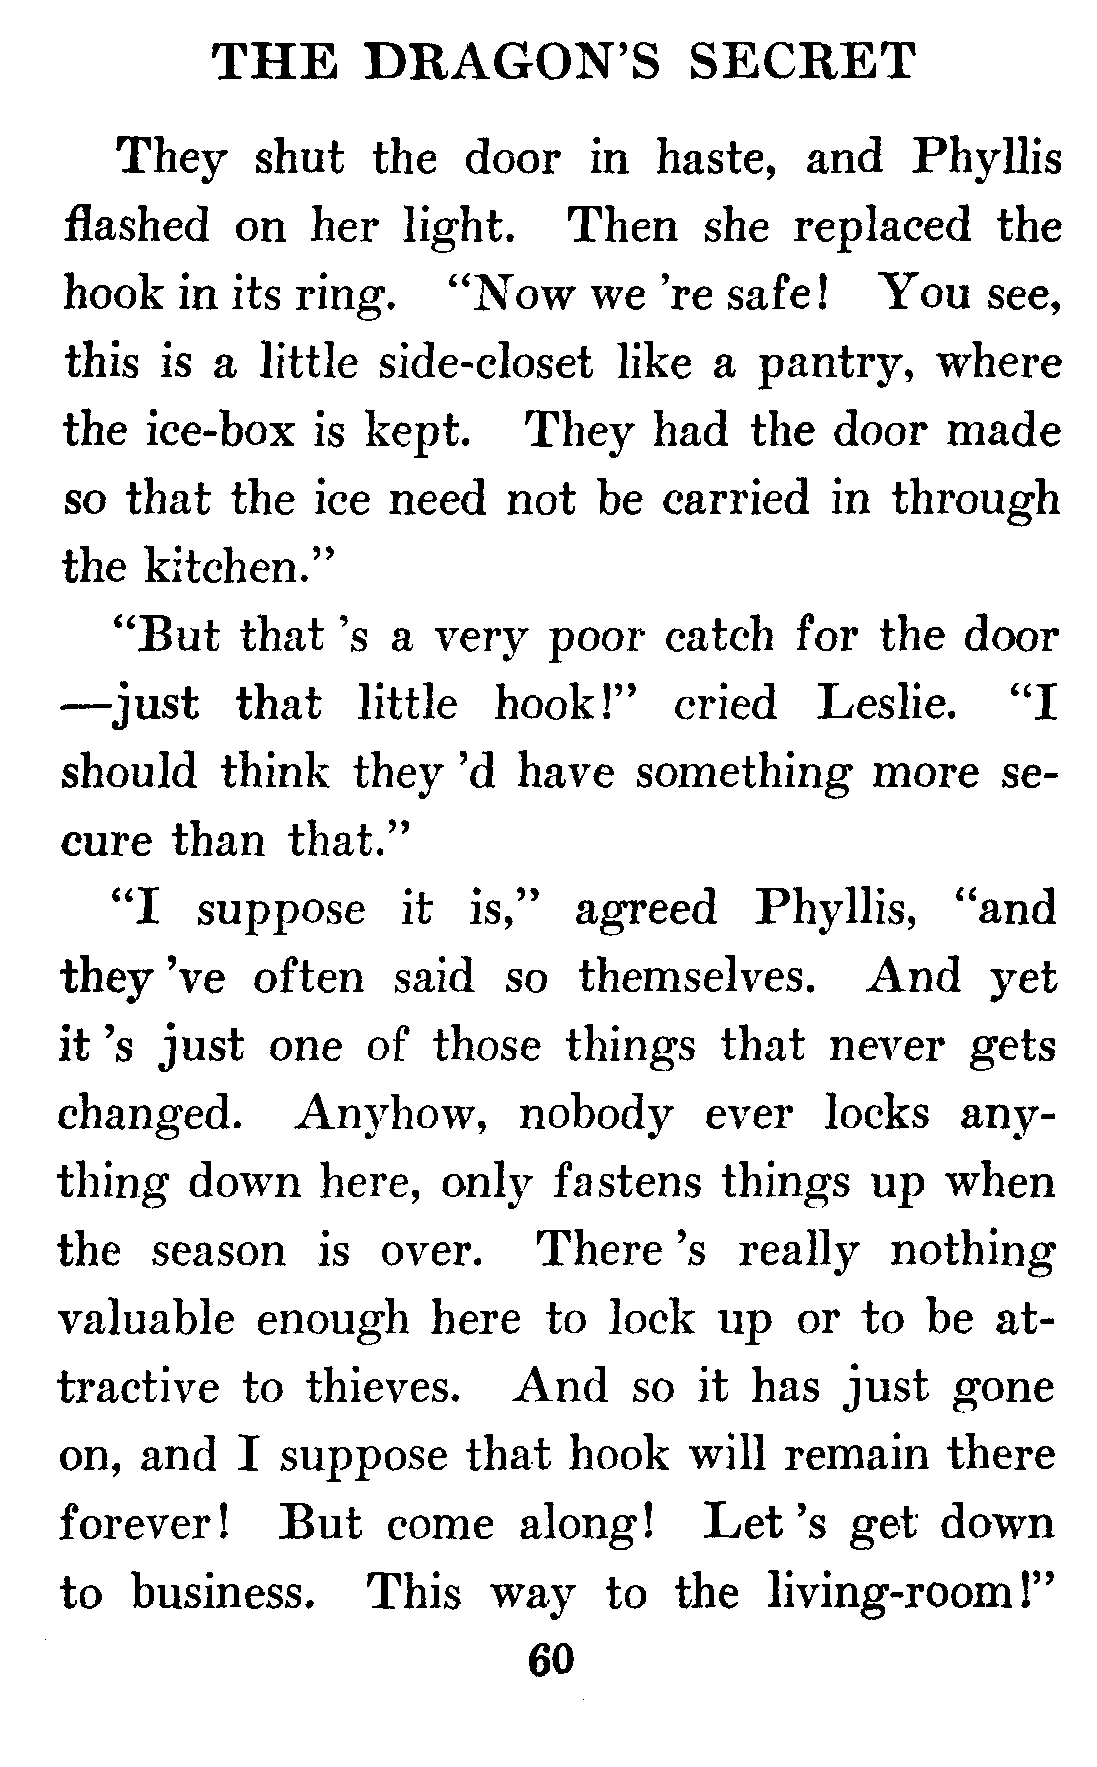 THE DRAGON'S SECRET
They shut the door in haste, and Phyllis
flashed on her light. Then she replaced the
hook in its ring. “Now we 're safe! You see,
this is a little side-closet like a pantry, where
the ice-box is kept. They had the door made
so that the ice need not be carried in through
the kitchen.”
“But that 's a very poor catch for the door
—just that little hook!” cried Leslie. “I
should think they 'd have something more se-
cure than that.”
“I suppose it is,” agreed Phyllis, “and
they 've often said so themselves. And yet
it 's just one of those things that never gets
changed. Anyhow, nobody ever locks any-
thing down here, only fastens things up when
the season is over. There 's really nothing
valuable enough here to lock up or to be at-
tractive to thieves. And so it has just gone
on, and I suppose that hook will remain there
forever! But come along! Let 's get down
to business. This way to the living-room!”
60